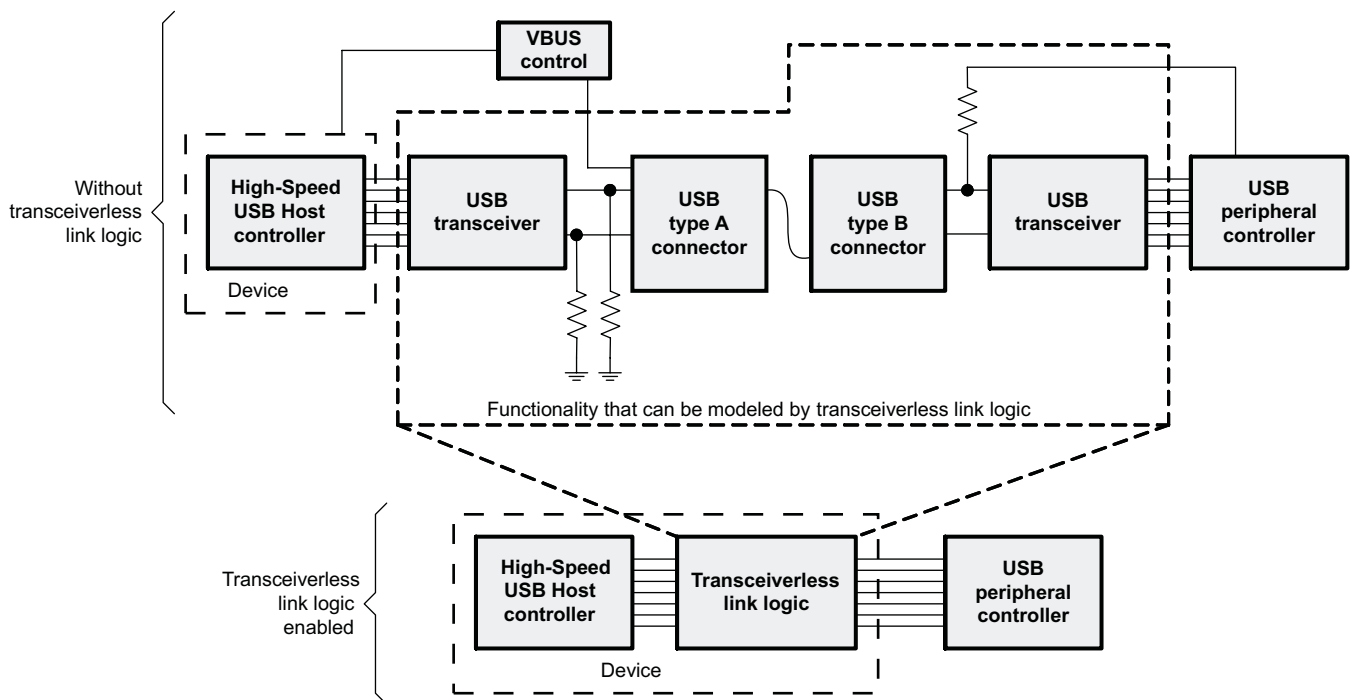 VBUS
control
Without
transceiverless
link logic
High-Speed
USB Host
controller
Device
USB
transceiver
USB
type A
connector
USB
type B
connector
USB
transceiver
USB
peripheral
controller
Functionality that can be modeled by transceiverless link logic
Transceiverless
link logic
enabled
High-Speed
USB Host
controller
Transceiverless
link logic
USB
peripheral
controller
Device